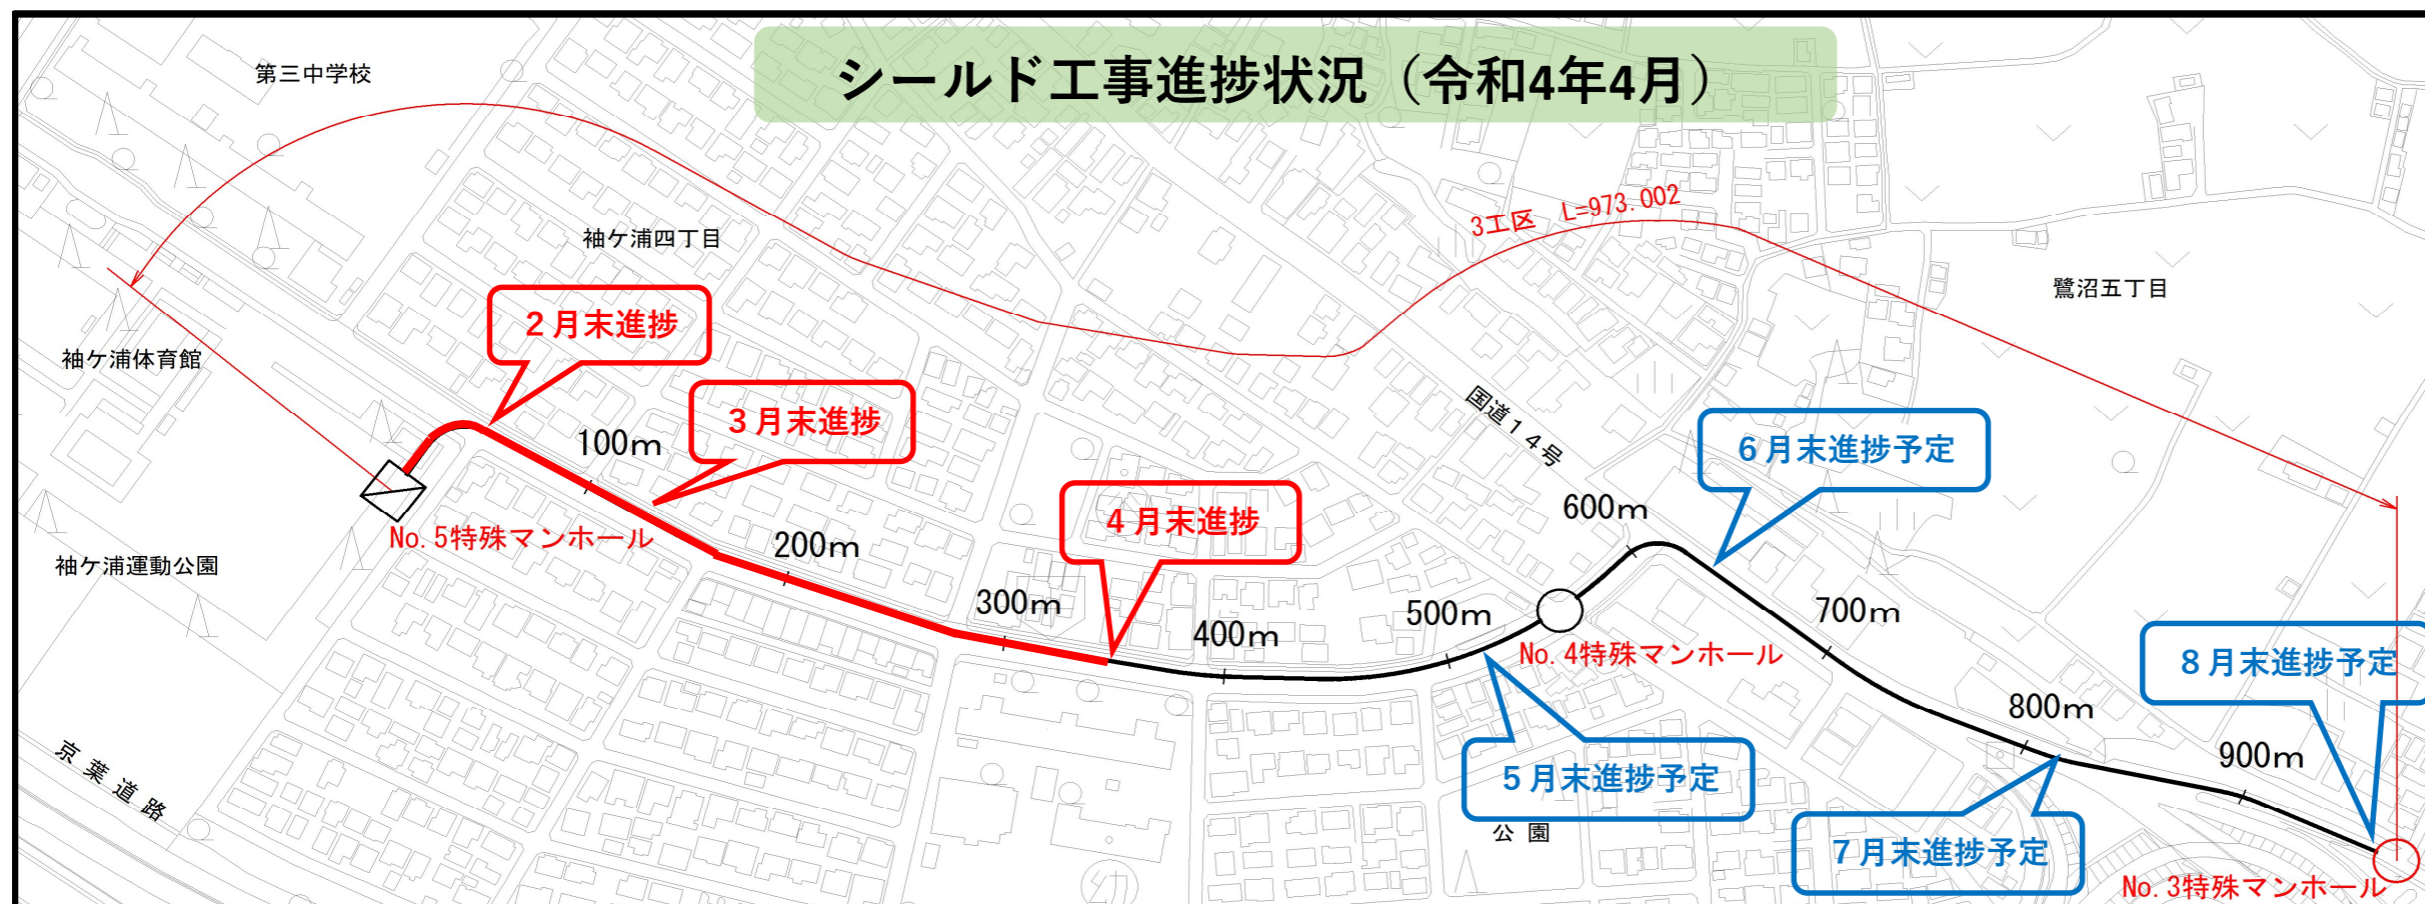 シールド工事進捗状況（令和4年4月）
第三中学校
袖ケ浦四丁目
3工区 L=973.002
鷺沼五丁目
２月末進捗
袖ケ浦体育館
３月末進捗
国道１４号
６月末進捗予定
100m
No.5特殊マンホール
４月末進捗
600m
200m
袖ケ浦運動公園
300m
400m
500m
No.4特殊マンホール
700m
８月末進捗予定
800m
900m
京葉道路
５月末進捗予定
公園
７月末進捗予定
幼
No.3特殊マンホール